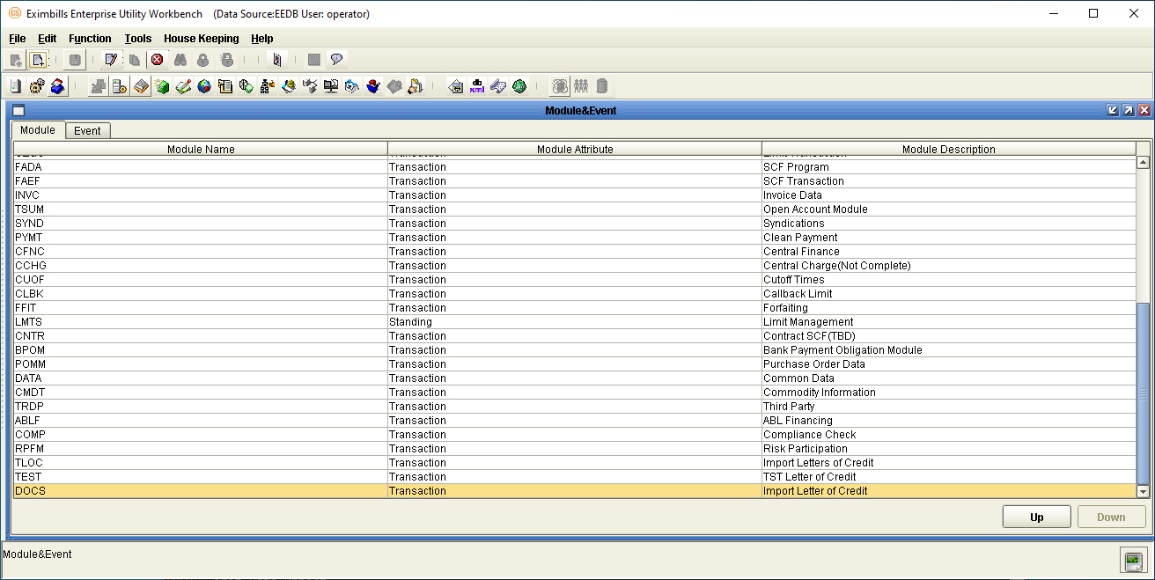 Eximbills Enterprise Utility Workbench (Data Source:EEDB User: operator)
File Edit Function Tools House Keeping Help
xml
Module&Event
Module Event
Module Name Module Attribute Module Description
FADA Transaction SCF Program
FAEF Transaction SCF Transaction
INVC Transaction Invoice Data
TSUM Transaction Open Account Module
SYND Transaction Syndications
PYMT Transaction Clean Payment
CFNC Transaction Central Finance
CCHG Transaction Central Charge(Not Complete)
CUOF Transaction Cutoff Times
CLBK Transaction Callback Limit
FFIT Transaction Forfaiting
LMTS Standing Limit Management
CNTR Transaction Contract SCF(TBD)
BPOM Transaction Bank Payment Obligation Module
POMM Transaction Purchase Order Data
DATA Transaction Common Data
CMDT Transaction Commodity Information
TRDP Transaction Third Party
ABLF Transaction ABL Financing
COMP Transaction Compliance Check
RPFM Transaction Risk Participation
TLOC Transaction Import Letters of Credit
TEST Transaction TST Letter of Credit
DOCS Transaction Import Letter of Credit
Up Down
Module&Event